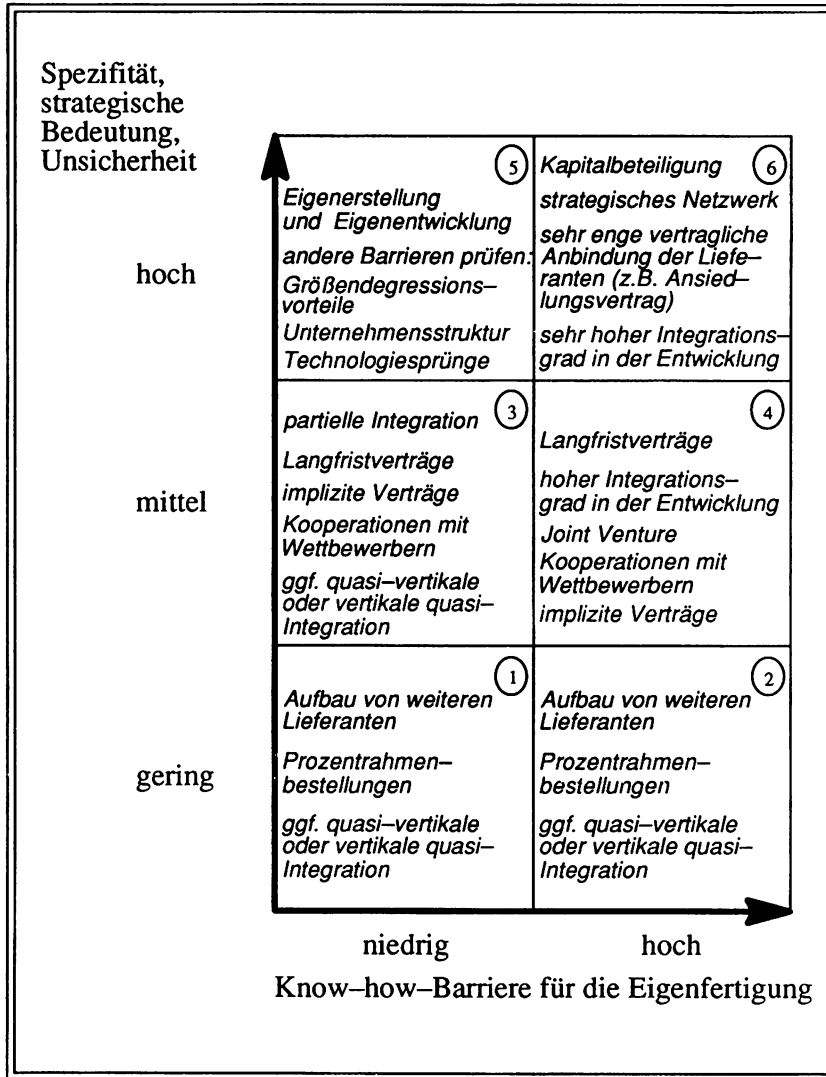 Spezifität,
strategische
Bedeutung,
Unsicherheit
hoch
5
Eigenerstellung
und Eigenentwicklung
andere Barrieren prüfen:
Größendegressions–
vorteile
Unternehmensstruktur
Technologiesprünge
Kapitalbeteiligung 6
strategisches Netzwerk
sehr enge vertragliche
Anbindung der Liefe–
ranten (z.B. Ansied–
lungsvertrag)
sehr hoher Integrations–
grad in der Entwicklung
mittel
partielle Integration 3
Langfristverträge
implizite Verträge
Kooperationen mit
Wettbewerbern
ggf. quasi–vertikale
oder vertikale quasi–
Integration
4
Langfristverträge
hoher Integrations–
grad in der Entwicklung
Joint Venture
Kooperationen mit
Wettbewerbern
implizite Verträge
gering
1
Aufbau von weiteren
Lieferanten
Prozentrahmen–
bestellungen
ggf. quasi–vertikale
oder vertikale quasi–
Integration
2
Aufbau von weiteren
Lieferanten
Prozentrahmen–
bestellungen
ggf. quasi–vertikale
oder vertikale quasi–
Integration
niedrig hoch
Know–how–Barriere für die Eigenfertigung